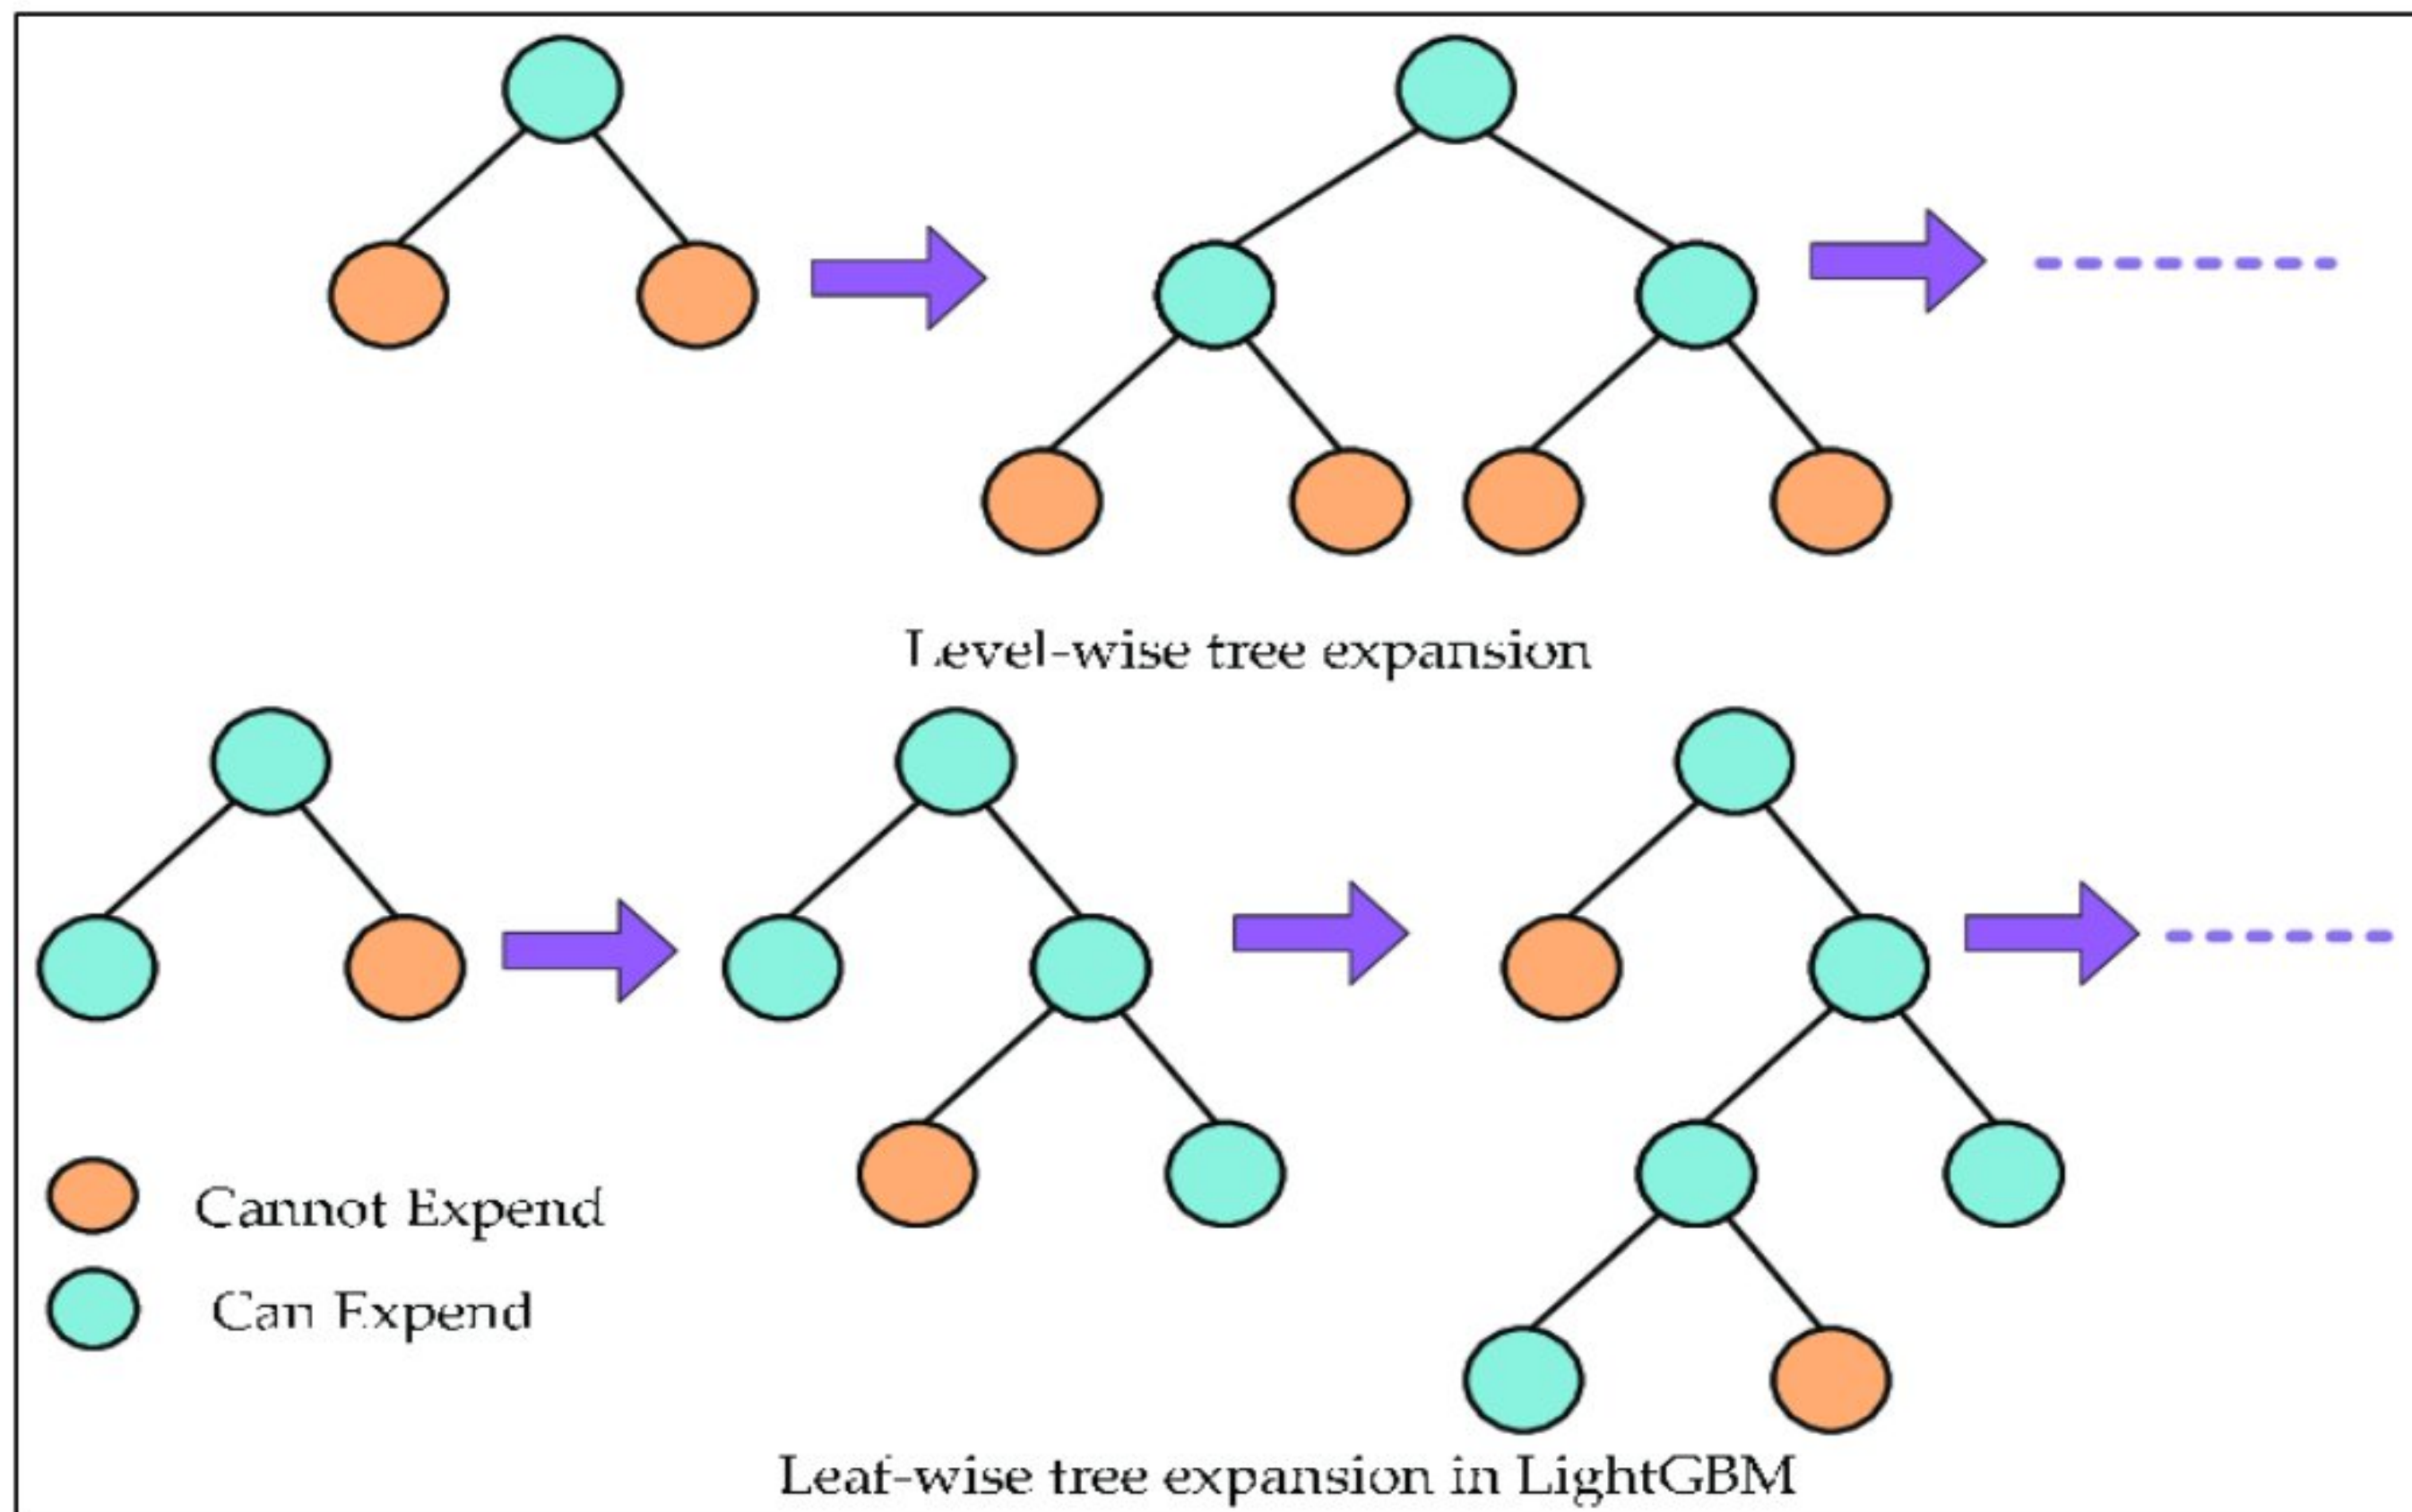 Level-wise tree expansion
Cannot Expend
Can Expend
Leaf-wise tree expansion in LightGBM